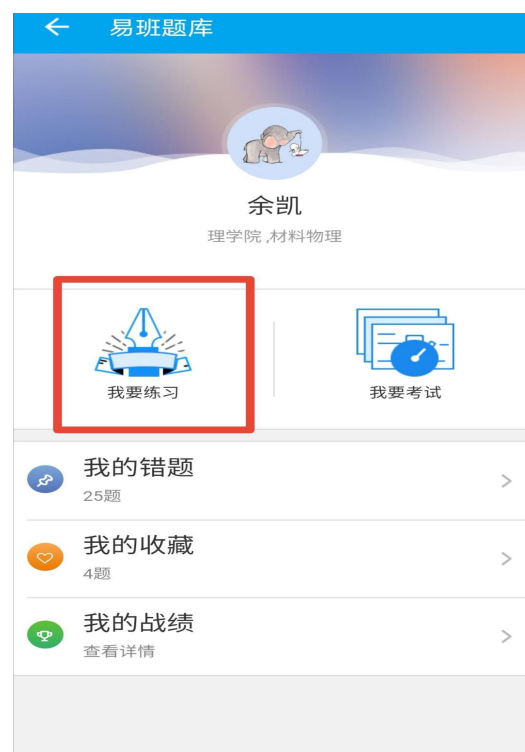 易班题库
余凯
理学院,材料物理
我要练习
我要考试
我的错题
25题
我的收藏
4题
我的战绩
查看详情